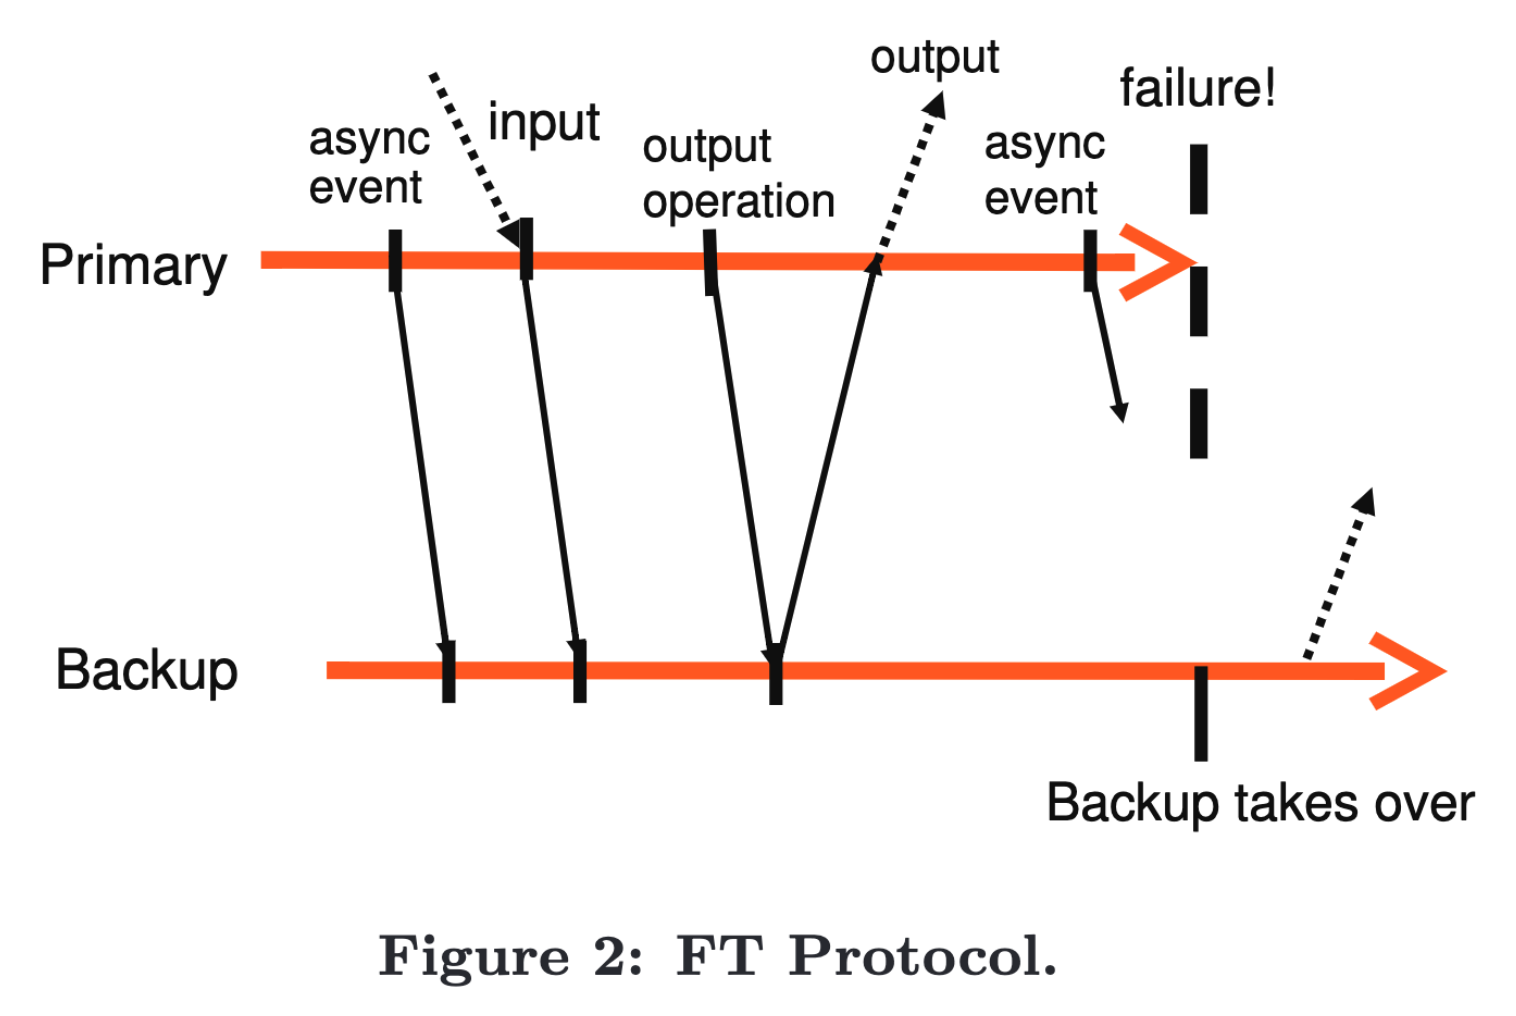 output
failure!
input
async
event
output
operation
async
event
Primary
Backup
Backup takes over
Figure 2: FT Protocol.